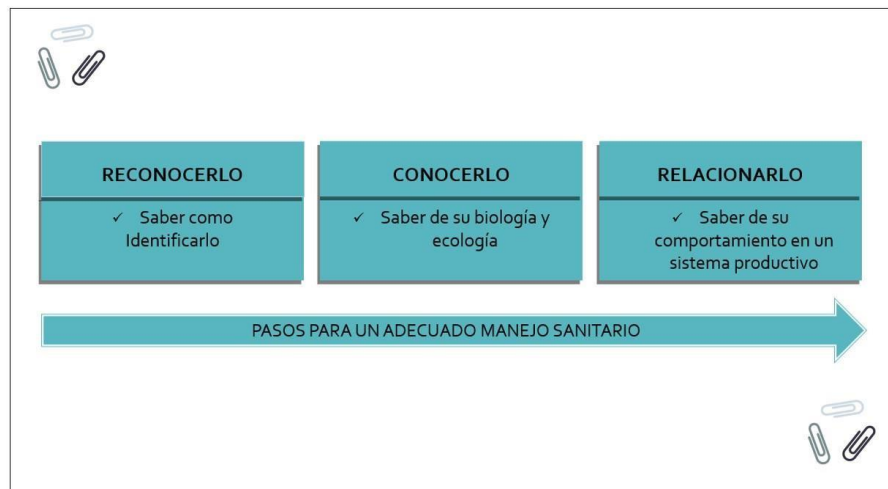 RECONOCERLO
✓ Saber como
Identificarlo
CONOCERLO
✓ Saber de su biología y
ecología
RELACIONARLO
✓ Saber de su
comportamiento en un
sistema productivo
PASOS PARA UN ADECUADO MANEJO SANITARIO